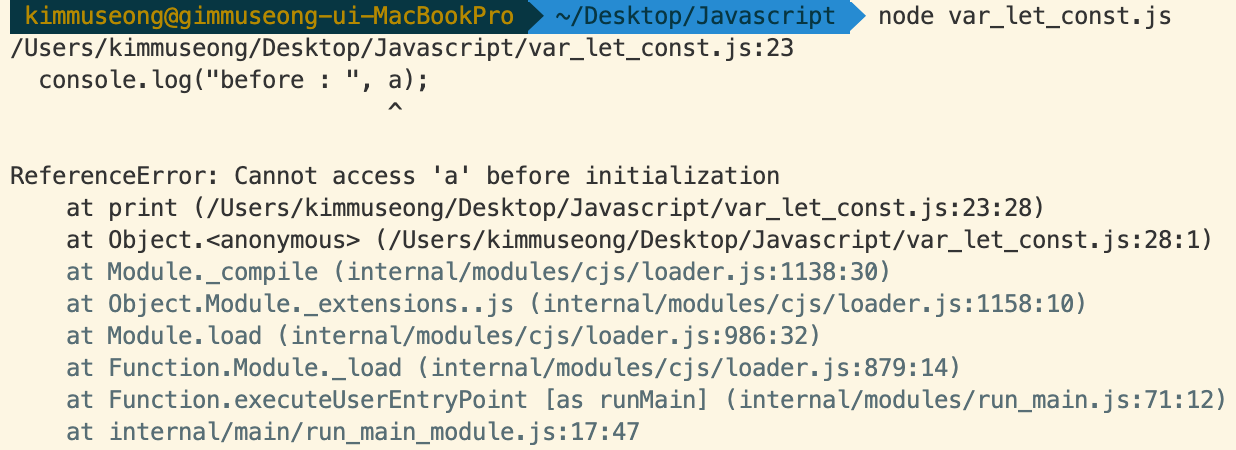 kimmuseong@gimmuseong-ui-MacBookPro ~/Desktop/Javascript node var_let_const.js
/Users/kimmuseong/Desktop/Javascript/var_let_const.js:23
  console.log("before : ", a);
                           ^

ReferenceError: Cannot access 'a' before initialization
    at print (/Users/kimmuseong/Desktop/Javascript/var_let_const.js:23:28)
    at Object.<anonymous> (/Users/kimmuseong/Desktop/Javascript/var_let_const.js:28:1)
    at Module._compile (internal/modules/cjs/loader.js:1138:30)
    at Object.Module._extensions..js (internal/modules/cjs/loader.js:1158:10)
    at Module.load (internal/modules/cjs/loader.js:986:32)
    at Function.Module._load (internal/modules/cjs/loader.js:879:14)
    at Function.executeUserEntryPoint [as runMain] (internal/modules/run_main.js:71:12)
    at internal/main/run_main_module.js:17:47